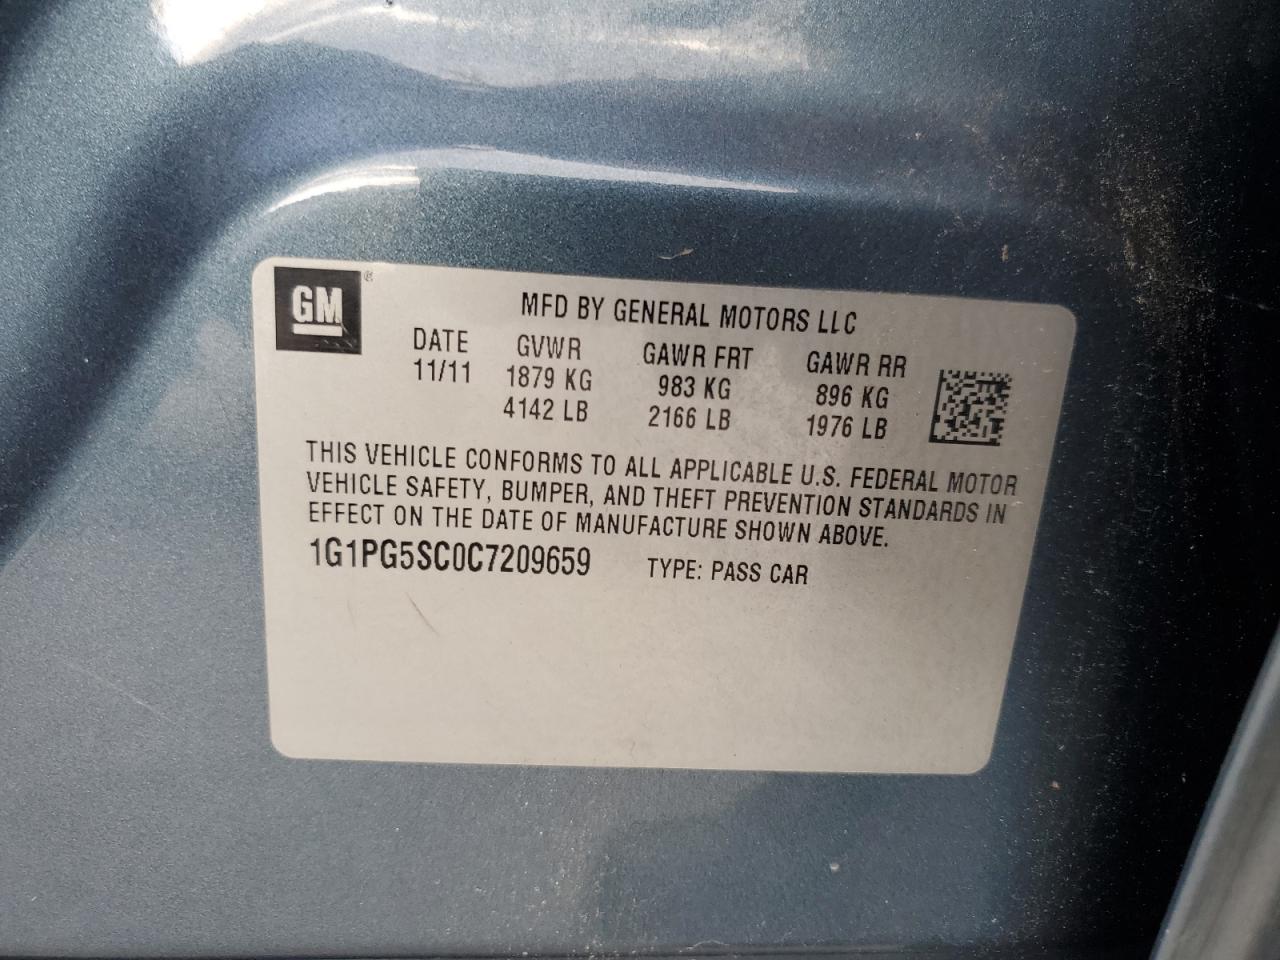 GM®
MFD BY GENERAL MOTORS LLC
DATE GVWR GAWR FRT GAWR RR
11/11 1879 KG 983 KG 896 KG
4142 LB 2166 LB 1976 LB
THIS VEHICLE CONFORMS TO ALL APPLICABLE U.S. FEDERAL MOTOR
VEHICLE SAFETY, BUMPER, AND THEFT PREVENTION STANDARDS IN
EFFECT ON THE DATE OF MANUFACTURE SHOWN ABOVE.
1G1PG5SC0C7209659 TYPE: PASS CAR